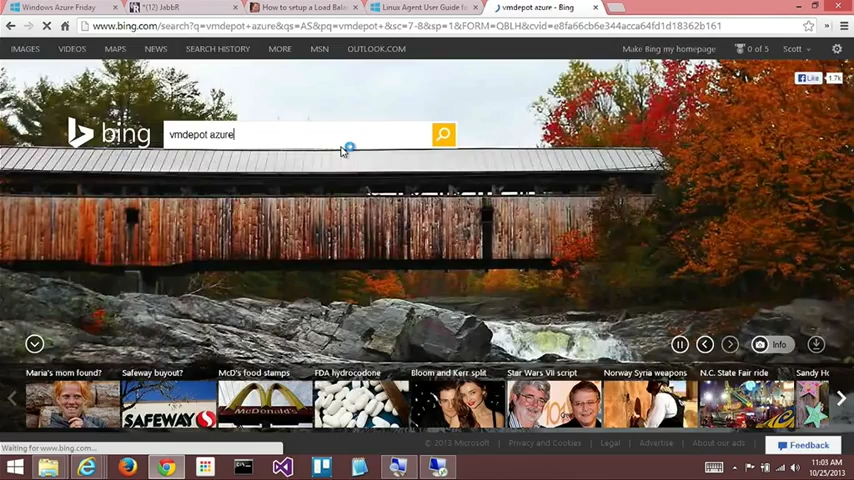 Windows Azure Friday
*(12) JabbR
How to setup a Load Balan
Linux Agent User Guide fo
vmdepot azure - Bing
www.bing.com/search?q=vmdepot+azure&qs=AS&pq=vmdepot+&sc=7-8&sp=1&FORM=QBLH&cvid=e8fa66cb6c344acca64fd1d18362b161
IMAGES VIDEOS MAPS NEWS SEARCH HISTORY MORE MSN OUTLOOK.COM Make Bing my homepage 0 of 5 Scott
Like 1.7k
bing vmdepot azure
Info
Maria's mom found? Safeway buyout? McD's food stamps FDA hydrocodone Bloom and Kerr split Star Wars VII script Norway Syria weapons N.C. State Fair ride Sandy Ho
SAFEWAY
McDonald's
Waiting for www.bing.com...
© 2013 Microsoft Privacy and Cookies Legal Advertise About our ads Feedback
11:03 AM
10/25/2013